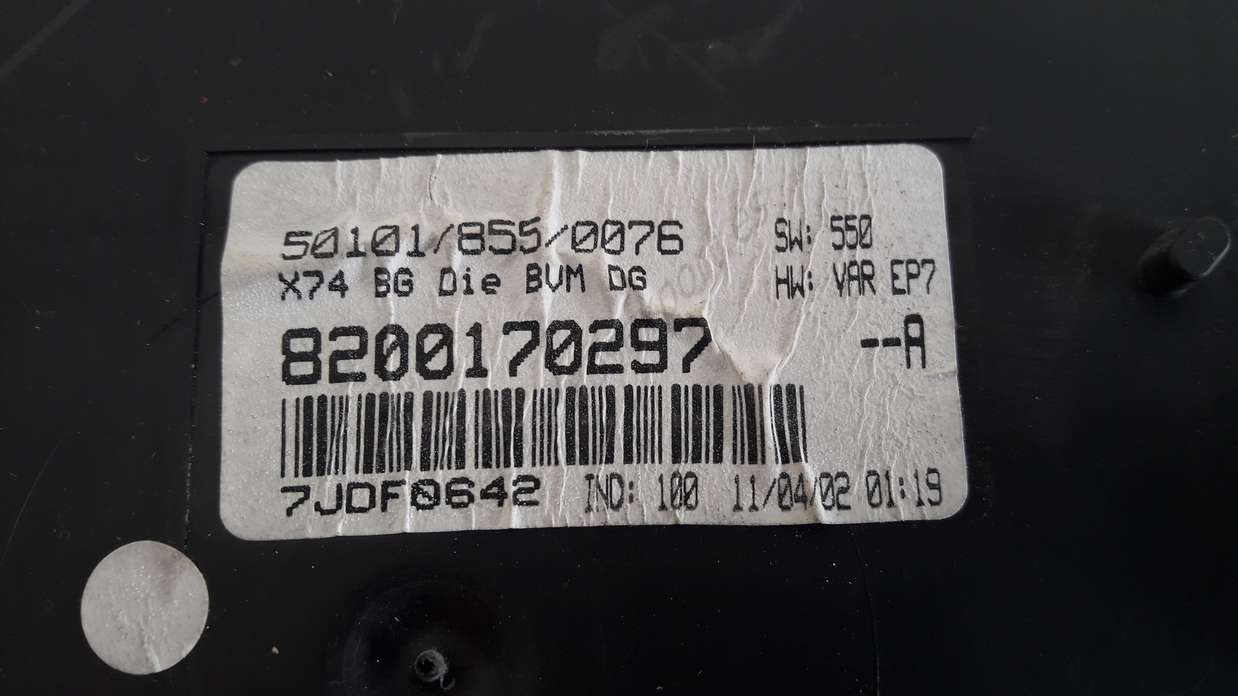 50101/855/0076 SW: 550
X74 BG Die BVM DG HW: VAR EP7
8200170297 --A
7JDF0642 IND: 100 11/04/02 01:19